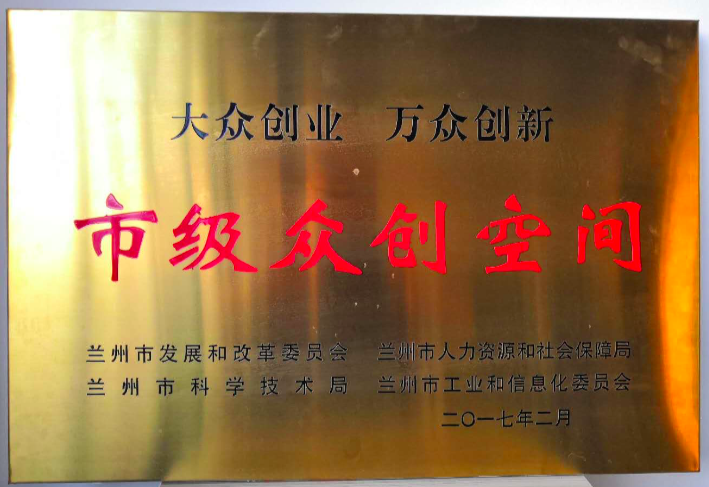 大众创业 万众创新
市级众创空间
兰州市发展和改革委员会 兰州市人力资源和社会保障局
兰州市科学技术局 兰州市工业和信息化委员会
二〇一七年二月